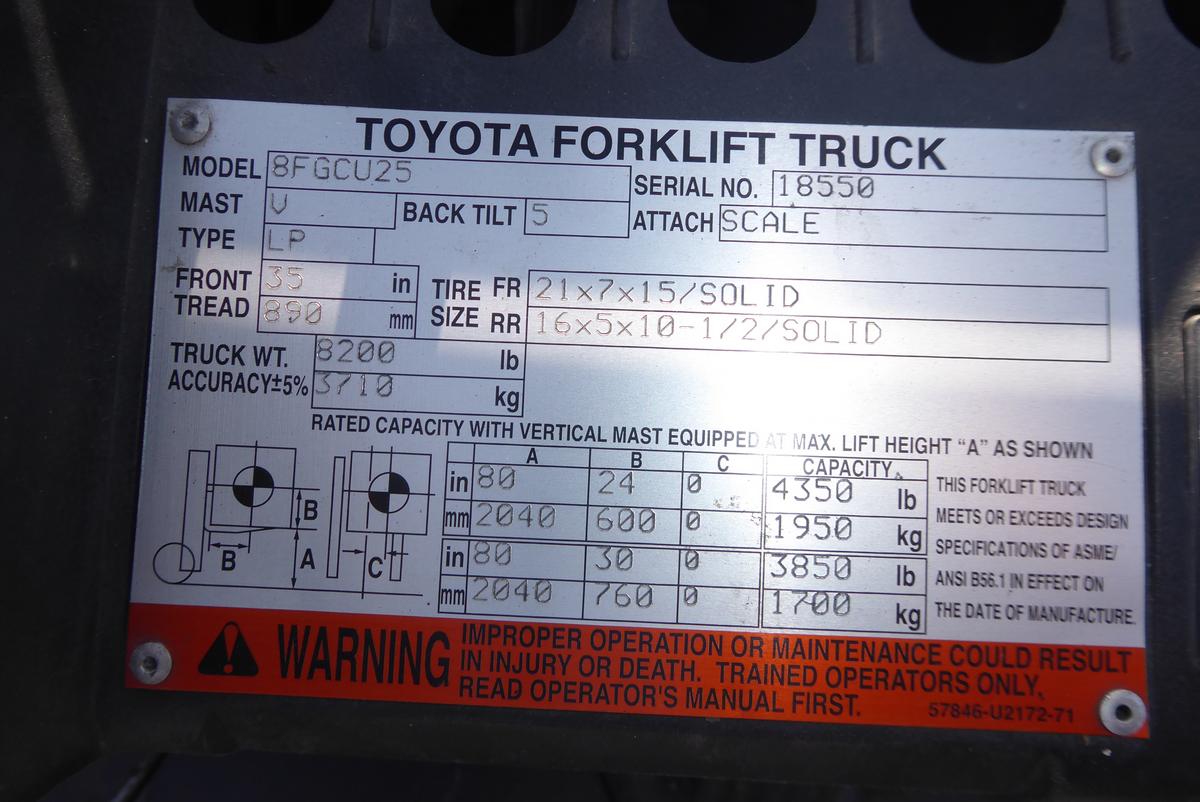 TOYOTA FORKLIFT TRUCK
MODEL 8FGCU25 SERIAL NO. 18550
MAST V BACK TILT 5 ATTACH SCALE
TYPE LP
FRONT TREAD 35 in TIRE SIZE FR 21x7x15/SOLID
890 mm RR 16x5x10-1/2/SOLID
TRUCK WT. 8200 lb
ACCURACY±5% 3710 kg
RATED CAPACITY WITH VERTICAL MAST EQUIPPED AT MAX. LIFT HEIGHT “A” AS SHOWN
A B C CAPACITY
in 80 24 0 4350 lb
mm 2040 600 0 1950 kg
in 80 30 0 3850 lb
mm 2040 760 0 1700 kg
B
B A C
THIS FORKLIFT TRUCK
MEETS OR EXCEEDS DESIGN
SPECIFICATIONS OF ASME/
ANSI B56.1 IN EFFECT ON
THE DATE OF MANUFACTURE.
WARNING
IMPROPER OPERATION OR MAINTENANCE COULD RESULT
IN INJURY OR DEATH. TRAINED OPERATORS ONLY.
READ OPERATOR'S MANUAL FIRST.
57846-U2172-71